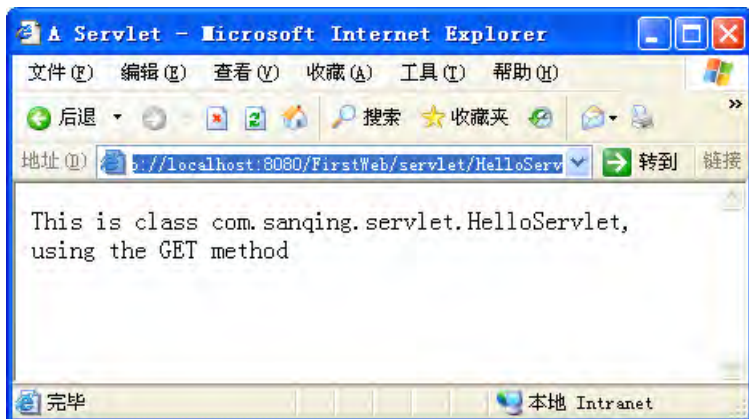 A Servlet - Microsoft Internet Explorer
文件(F) 编辑(E) 查看(V) 收藏(A) 工具(T) 帮助(H)
后退 搜索 收藏夹 »
地址(D) p://localhost:8080/FirstWeb/servlet/HelloServ 转到 链接
This is class com.sanqing.servlet.HelloServlet,
using the GET method
完毕 本地 Intranet